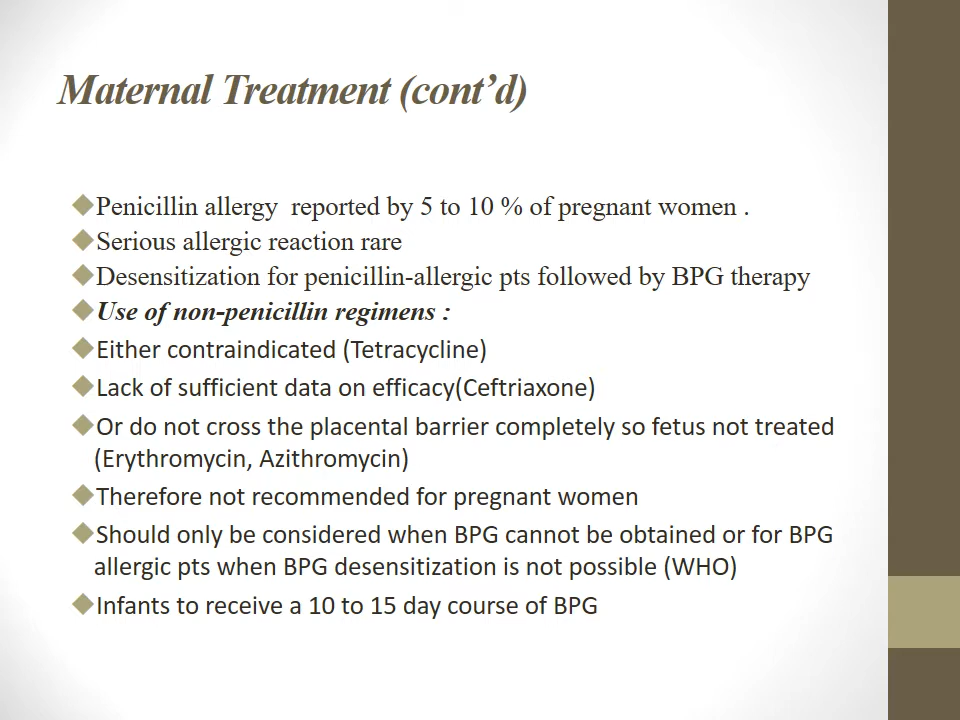 Maternal Treatment (cont’d)
Penicillin allergy  reported by 5 to 10 % of pregnant women .
Serious allergic reaction rare
Desensitization for penicillin-allergic pts followed by BPG therapy
Use of non-penicillin regimens :
Either contraindicated (Tetracycline)
Lack of sufficient data on efficacy(Ceftriaxone)
Or do not cross the placental barrier completely so fetus not treated
(Erythromycin, Azithromycin)
Therefore not recommended for pregnant women
Should only be considered when BPG cannot be obtained or for BPG
allergic pts when BPG desensitization is not possible (WHO)
Infants to receive a 10 to 15 day course of BPG